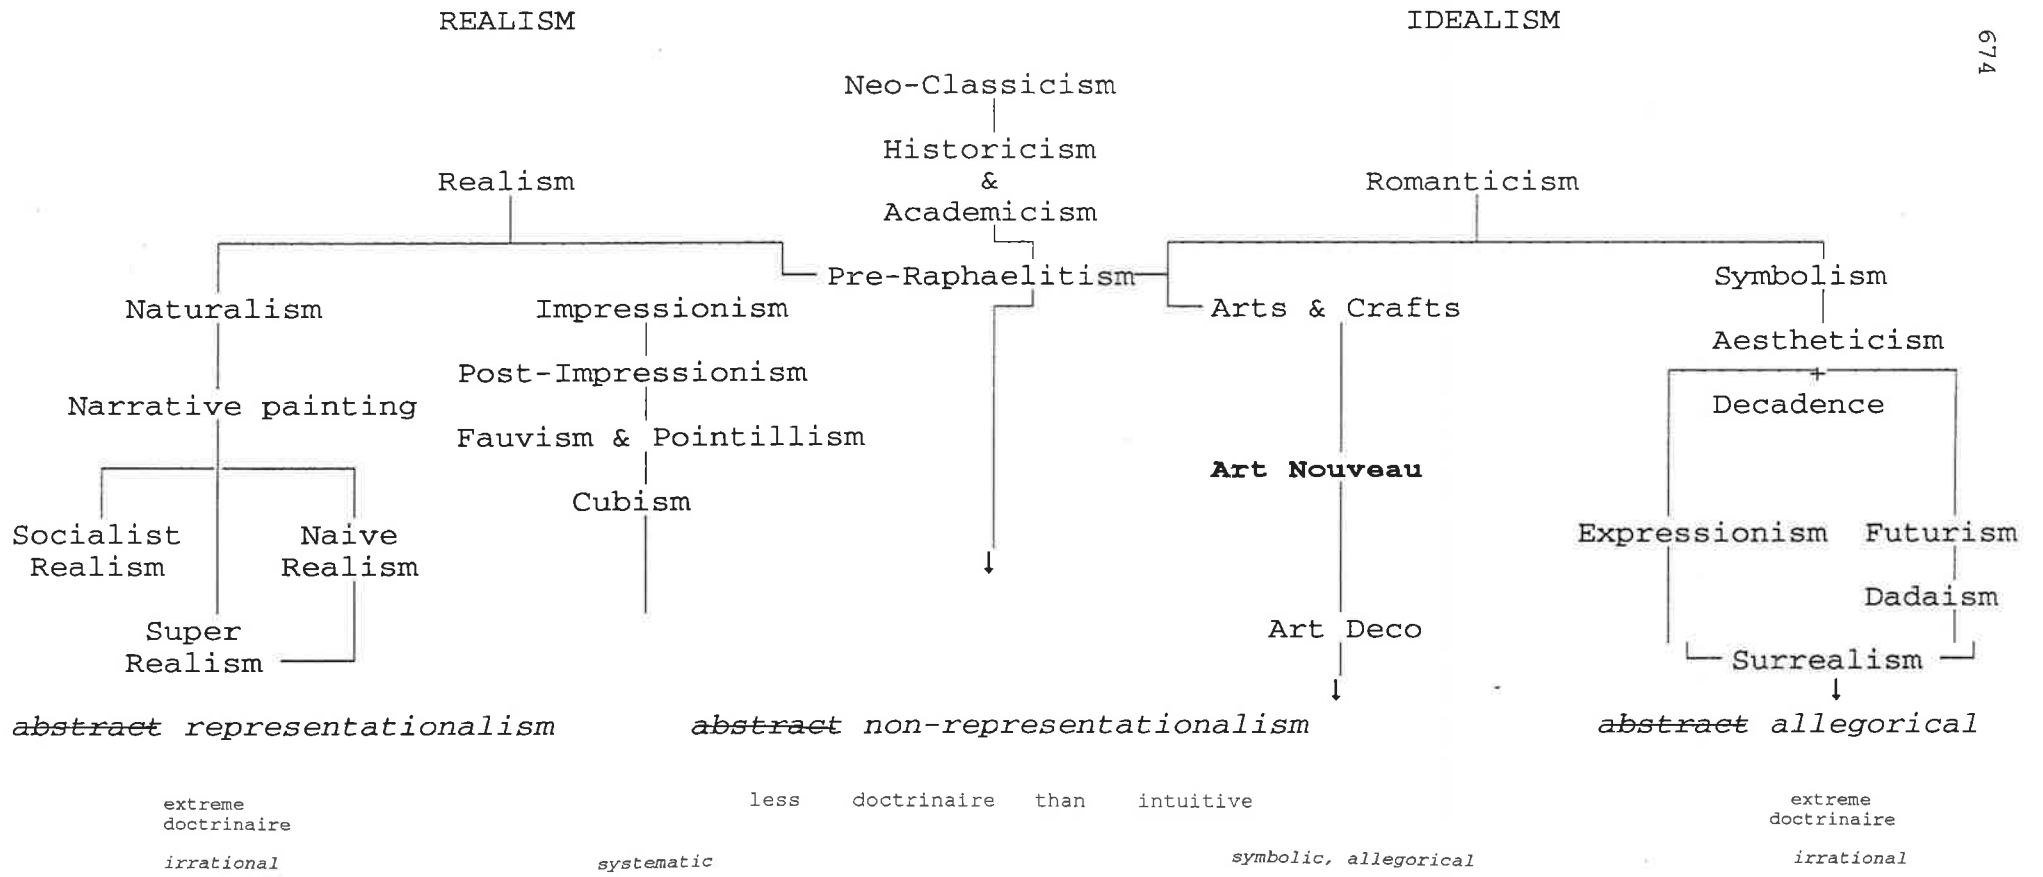 REALISM IDEALISM
674
Neo-Classicism
Historicism
Realism & Romanticism
Academicism
Pre-Raphaelitism Symbolism
Naturalism Impressionism Arts & Crafts
Aestheticism
Post-Impressionism +
Narrative painting Decadence
Fauvism & Pointillism
Art Nouveau
Cubism
Socialist Naive Expressionism Futurism
Realism Realism
Dadaism
Super Art Deco
Realism Surrealism
abstract representationalism abstract non-representationalism abstract allegorical
extreme less doctrinaire than intuitive extreme
doctrinaire doctrinaire
irrational systematic symbolic, allegorical irrational